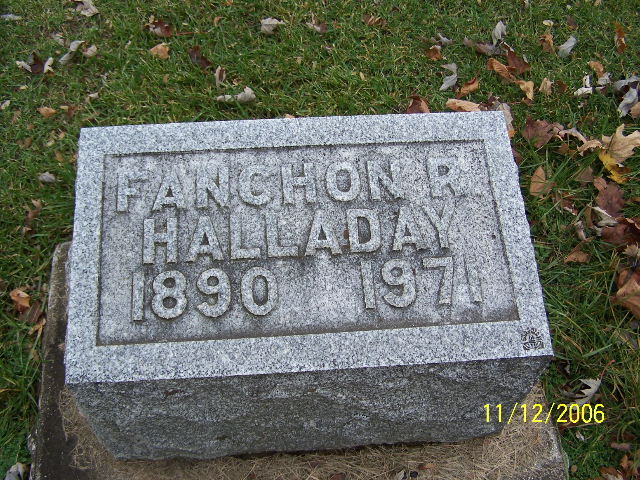 FANCHON R.
HALLADAY
1890 1971
11/12/2006